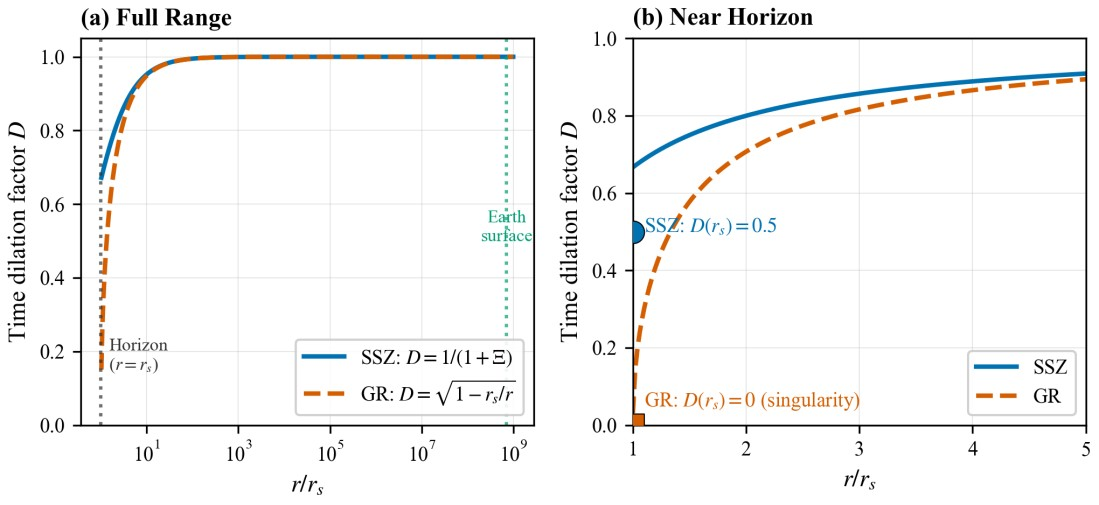 (a) Full Range
Time dilation factor D
1.0
0.8
0.6
0.4
0.2
0.0
Earth
surface
Horizon
(r = r_s)
SSZ: D = 1/(1 + Ξ)
GR: D = √(1 − r_s/r)
10^1
10^3
10^5
10^7
10^9
r/r_s
(b) Near Horizon
Time dilation factor D
1.0
0.8
0.6
0.4
0.2
0.0
SSZ: D(r_s) = 0.5
GR: D(r_s) = 0 (singularity)
SSZ
GR
1
2
3
4
5
r/r_s